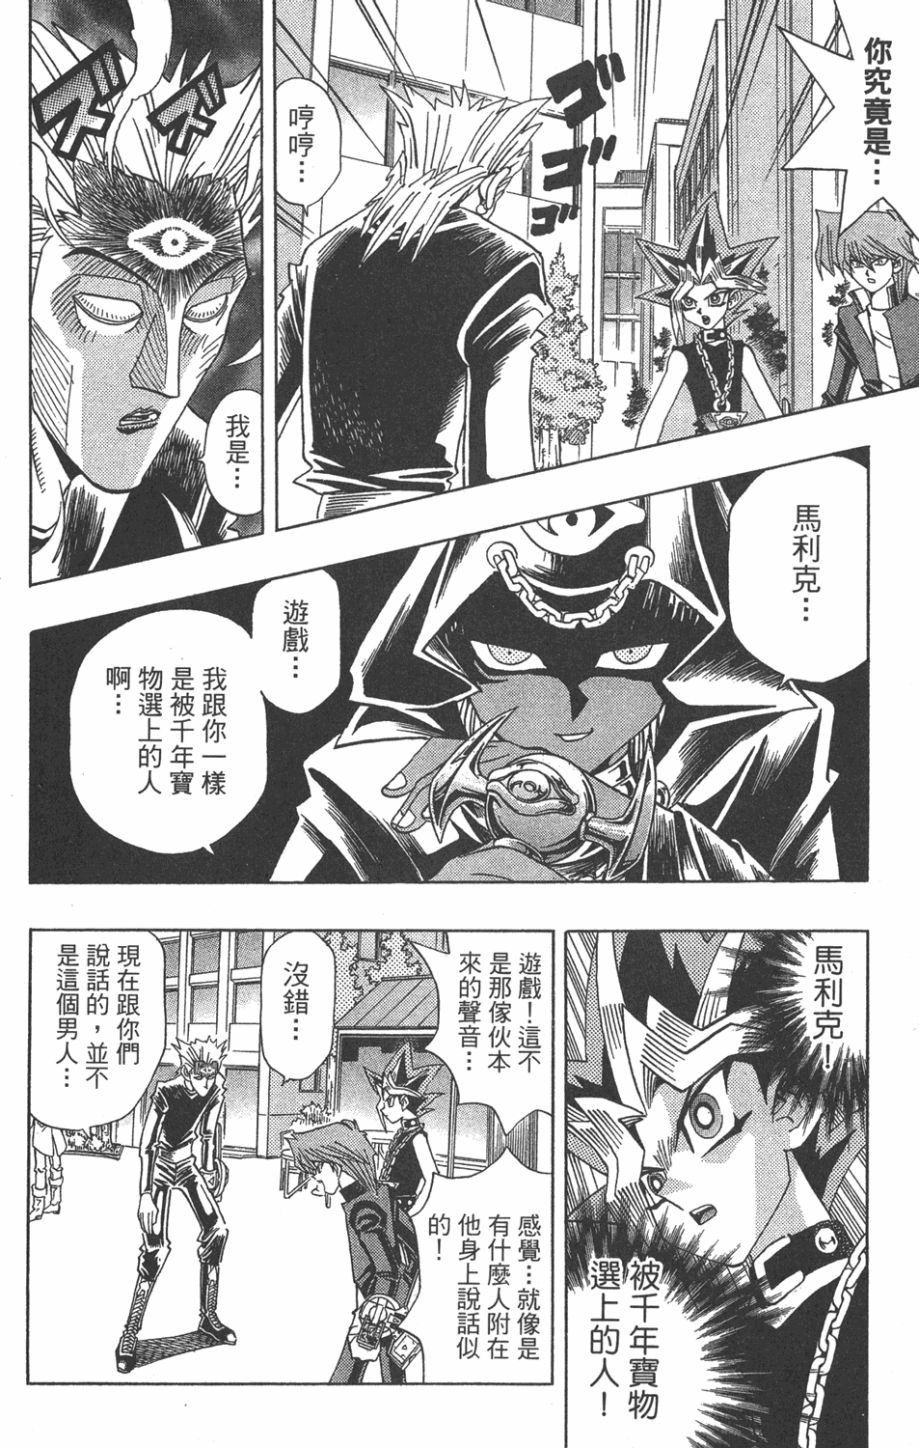 你究竟是…
ゴゴゴ
哼哼…
ズズ
我是…
馬利克…
遊戲…
我跟你一樣
是被千年寶
物選上的人
啊…
馬利克！
被千年寶物
選上的人！
遊戲！這不
是那傢伙本
來的聲音…
感覺…就像是
有什麼人附在
他身上說話似
的！
沒錯…
現在跟你們
說話的，並不
是這個男人…